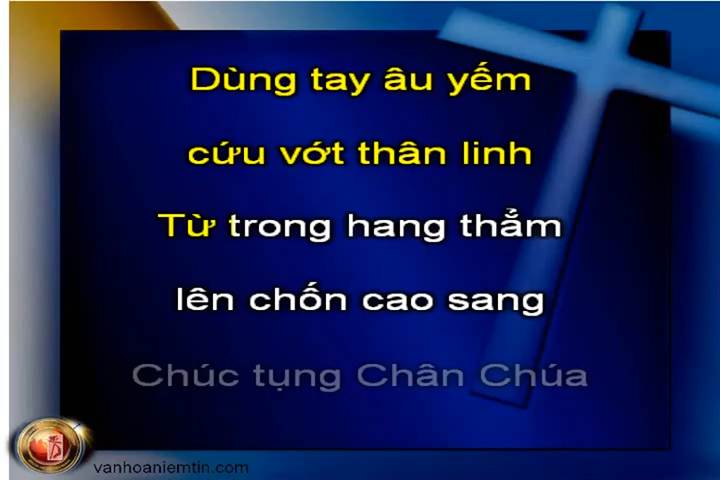 Dùng tay âu yếm
cứu vớt thân linh
Từ trong hang thẳm
lên chốn cao sang
Chúc tụng Chân Chúa
vanhoaniemtin.com